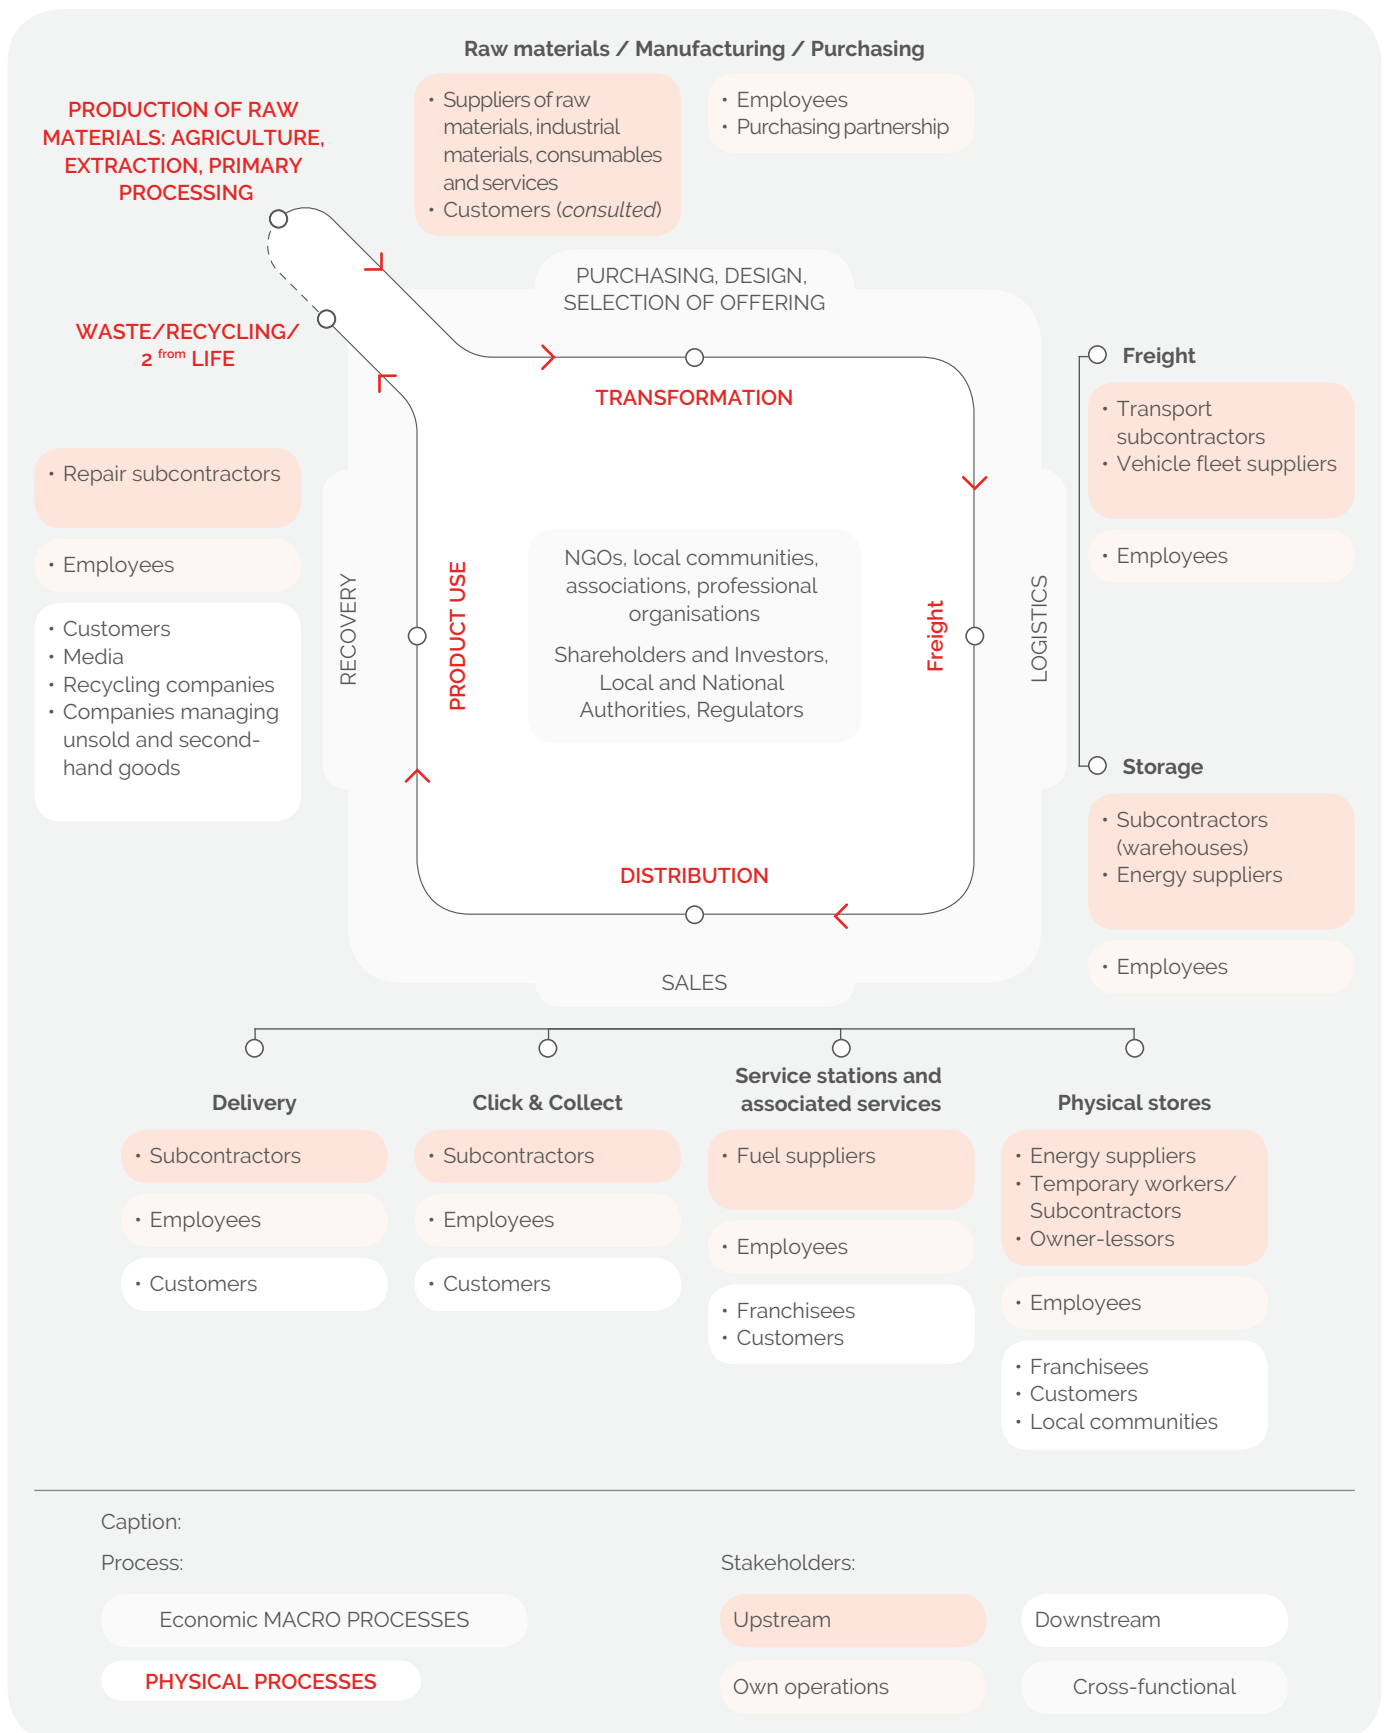 Raw materials / Manufacturing / Purchasing
PRODUCTION OF RAW
MATERIALS: AGRICULTURE,
EXTRACTION, PRIMARY
PROCESSING
• Suppliers of raw
materials, industrial
materials, consumables
and services
• Customers (consulted)
• Employees
• Purchasing partnership
PURCHASING, DESIGN,
SELECTION OF OFFERING
WASTE/RECYCLING/
2 from LIFE
TRANSFORMATION
Freight
• Transport
subcontractors
• Vehicle fleet suppliers
• Employees
• Repair subcontractors
• Employees
• Customers
• Media
• Recycling companies
• Companies managing
unsold and second-
hand goods
RECOVERY
PRODUCT USE
NGOs, local communities,
associations, professional
organisations
Shareholders and Investors,
Local and National
Authorities, Regulators
Freight
LOGISTICS
Storage
• Subcontractors
(warehouses)
• Energy suppliers
• Employees
DISTRIBUTION
SALES
Delivery
• Subcontractors
• Employees
• Customers
Click & Collect
• Subcontractors
• Employees
• Customers
Service stations and
associated services
• Fuel suppliers
• Employees
• Franchisees
• Customers
Physical stores
• Energy suppliers
• Temporary workers/
Subcontractors
• Owner-lessors
• Employees
• Franchisees
• Customers
• Local communities
Caption:
Process:
Economic MACRO PROCESSES
PHYSICAL PROCESSES
Stakeholders:
Upstream
Downstream
Own operations
Cross-functional